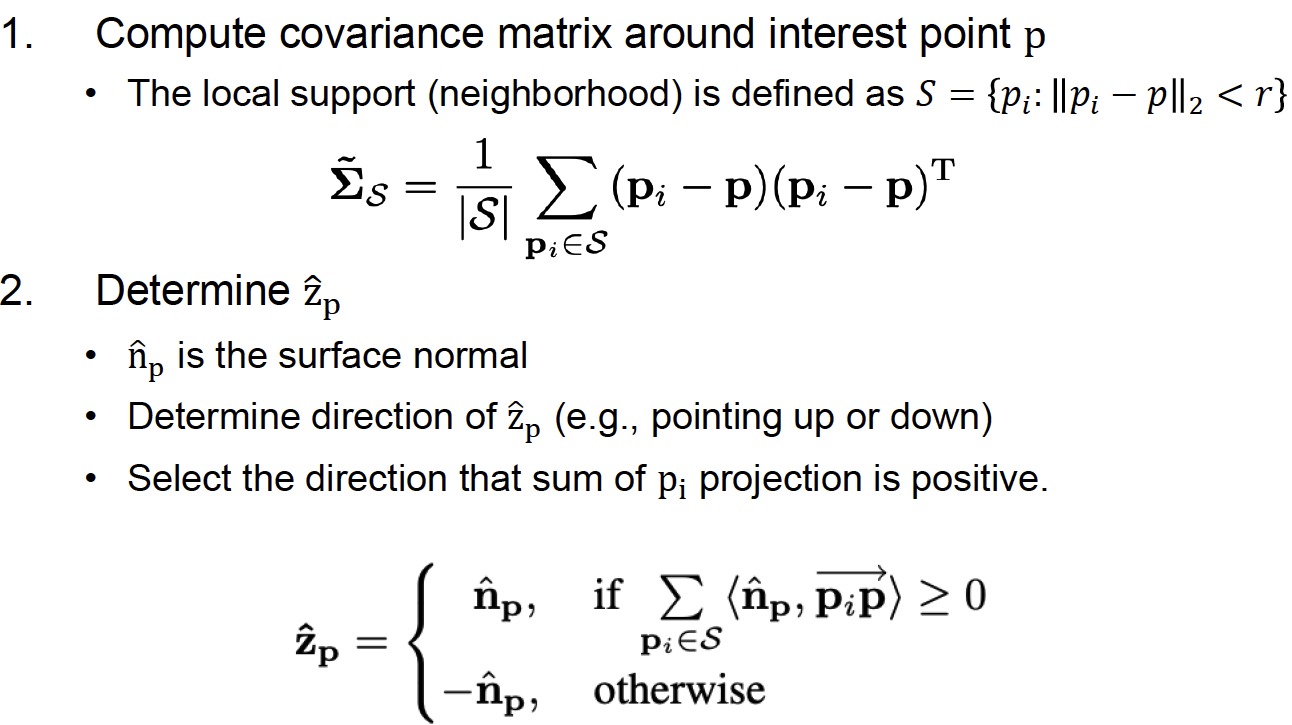 1. Compute covariance matrix around interest point p
• The local support (neighborhood) is defined as $S = \{p_i: \|p_i - p\|_2 < r\}$
$\tilde{\mathbf{\Sigma}}_{\mathcal{S}} = \frac{1}{|\mathcal{S}|} \sum_{\mathbf{p}_i \in \mathcal{S}} (\mathbf{p}_i - \mathbf{p})(\mathbf{p}_i - \mathbf{p})^{\mathrm{T}}$
2. Determine $\hat{\mathrm{z}}_{\mathrm{p}}$
• $\hat{\mathrm{n}}_{\mathrm{p}}$ is the surface normal
• Determine direction of $\hat{\mathrm{z}}_{\mathrm{p}}$ (e.g., pointing up or down)
• Select the direction that sum of $\mathrm{p}_{\mathrm{i}}$ projection is positive.
$\hat{\mathbf{z}}_{\mathbf{p}} = \begin{cases} \hat{\mathbf{n}}_{\mathbf{p}}, & \text{if } \sum_{\mathbf{p}_i \in \mathcal{S}} \langle \hat{\mathbf{n}}_{\mathbf{p}}, \overrightarrow{\mathbf{p}_i \mathbf{p}} \rangle \geq 0 \\ -\hat{\mathbf{n}}_{\mathbf{p}}, & \text{otherwise} \end{cases}$